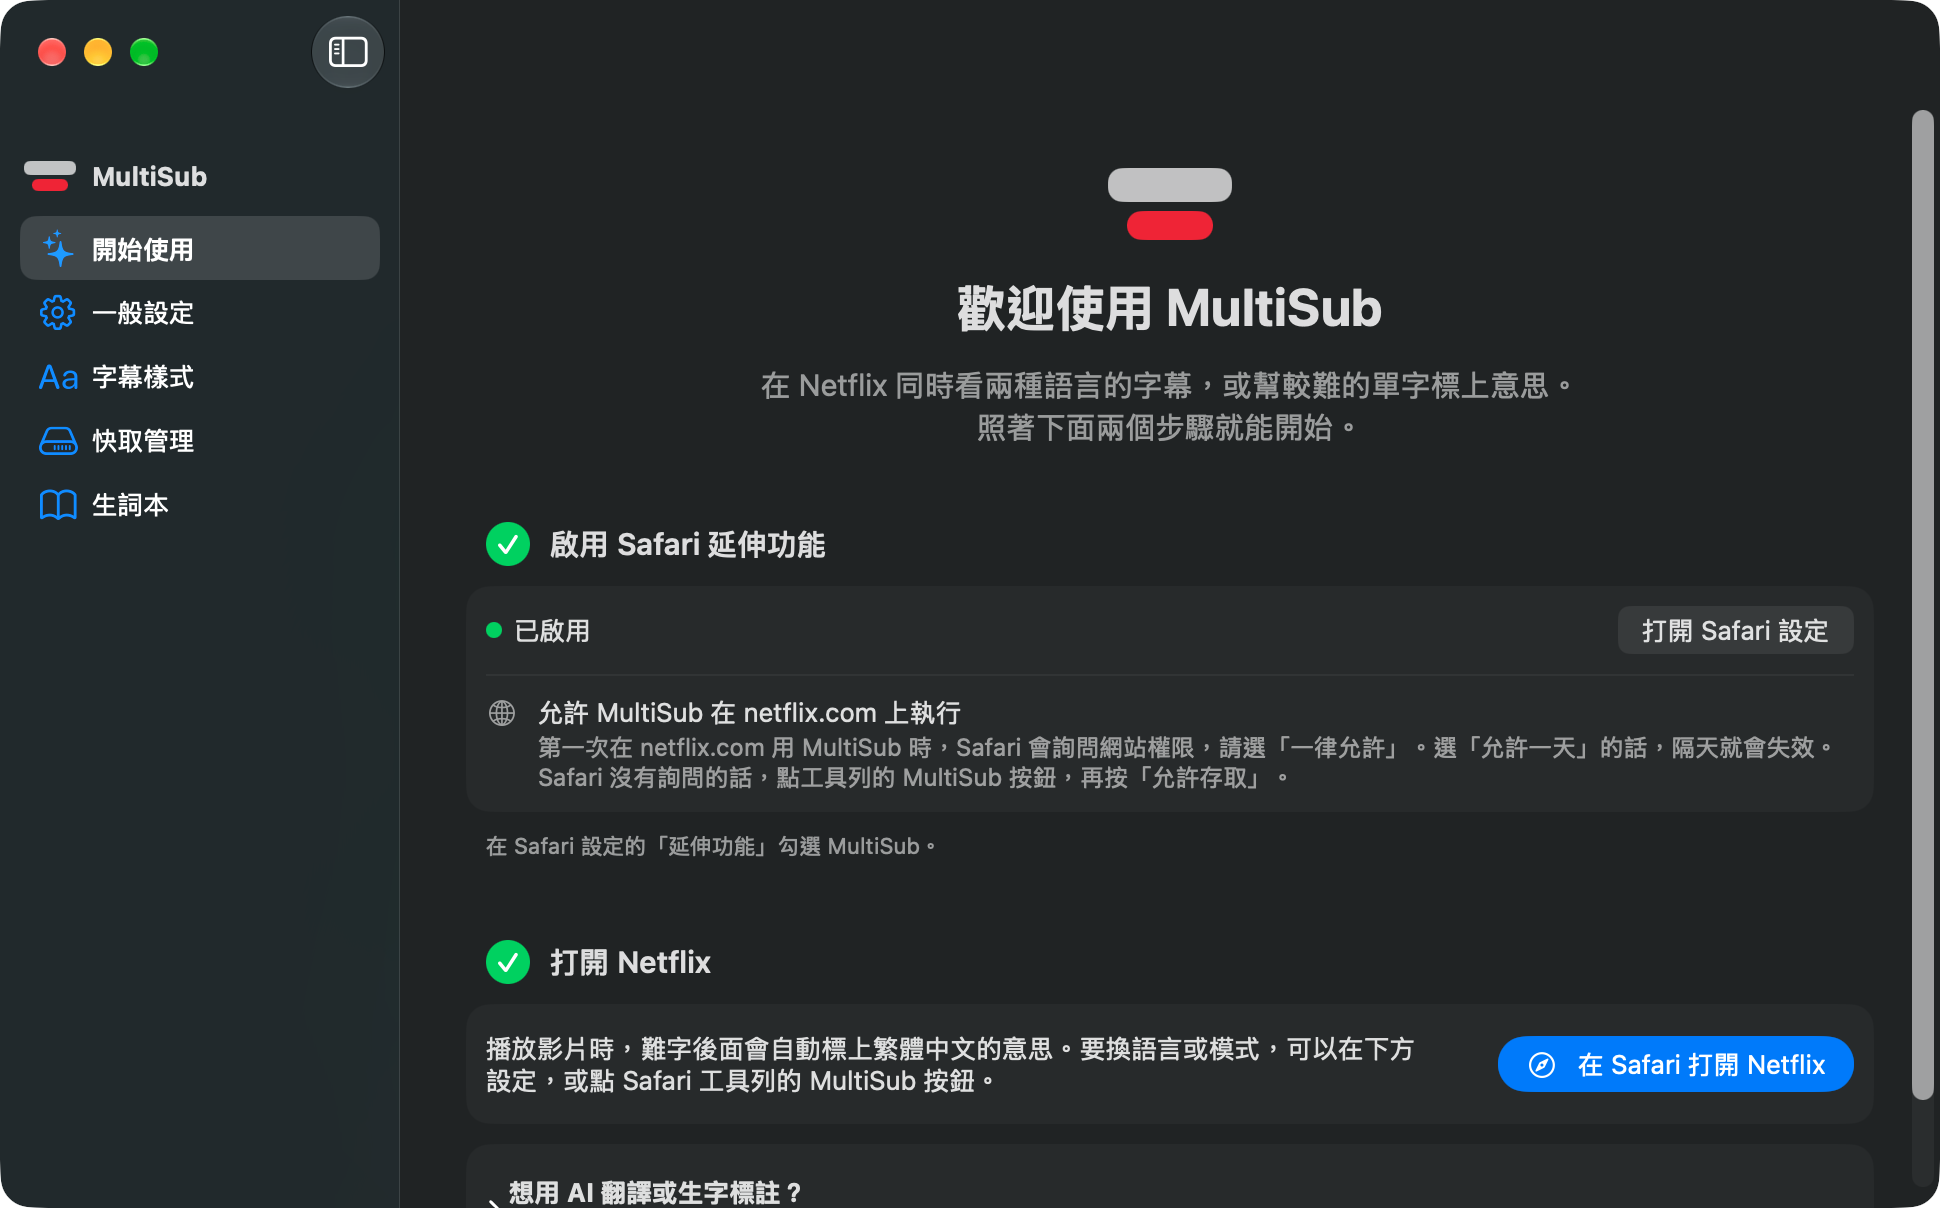 MultiSub
開始使用
一般設定
Aa 字幕樣式
快取管理
生詞本
歡迎使用 MultiSub
在 Netflix 同時看兩種語言的字幕，或幫較難的單字標上意思。
照著下面兩個步驟就能開始。
啟用 Safari 延伸功能
已啟用
打開 Safari 設定
允許 MultiSub 在 netflix.com 上執行
第一次在 netflix.com 用 MultiSub 時，Safari 會詢問網站權限，請選「一律允許」。選「允許一天」的話，隔天就會失效。
Safari 沒有詢問的話，點工具列的 MultiSub 按鈕，再按「允許存取」。
在 Safari 設定的「延伸功能」勾選 MultiSub。
打開 Netflix
播放影片時，難字後面會自動標上繁體中文的意思。要換語言或模式，可以在下方
設定，或點 Safari 工具列的 MultiSub 按鈕。
在 Safari 打開 Netflix
想用 AI 翻譯或生字標註？